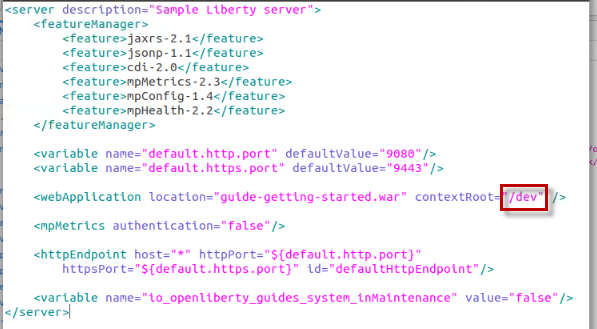 <server description="Sample Liberty server">
<featureManager>
<feature>jaxrs-2.1</feature>
<feature>jsonp-1.1</feature>
<feature>cdi-2.0</feature>
<feature>mpMetrics-2.3</feature>
<feature>mpConfig-1.4</feature>
<feature>mpHealth-2.2</feature>
</featureManager>
<variable name="default.http.port" defaultValue="9080"/>
<variable name="default.https.port" defaultValue="9443"/>
<webApplication location="guide-getting-started.war" contextRoot="/dev" />
<mpMetrics authentication="false"/>
<httpEndpoint host="*" httpPort="${default.http.port}"
httpsPort="${default.https.port}" id="defaultHttpEndpoint"/>
<variable name="io_openliberty_guides_system_inMaintenance" value="false"/>
</server>